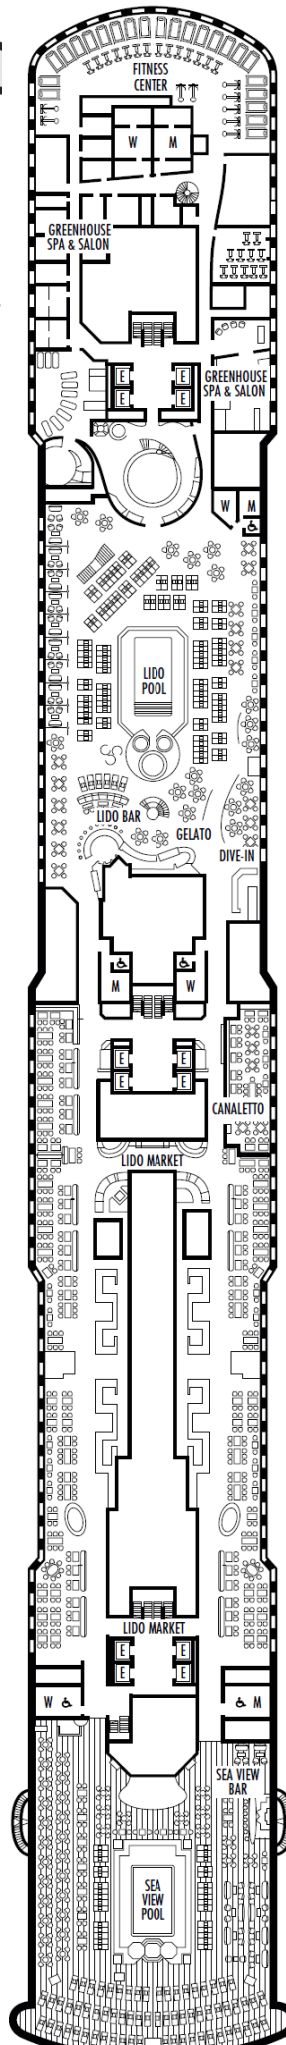 FITNESS
CENTER
W
M
GREENHOUSE
SPA & SALON
E
E
E
E
GREENHOUSE
SPA & SALON
W
M
LIDO
POOL
LIDO BAR
GELATO
DIVE-IN
M
W
E
E
E
E
CANALETTO
LIDO MARKET
LIDO MARKET
E
E
E
E
W
M
SEA VIEW
BAR
SEA
VIEW
POOL